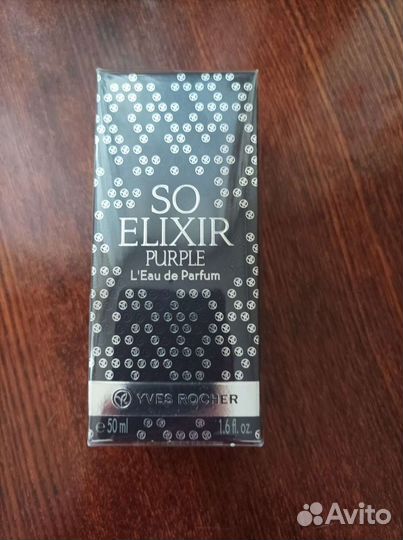 SO
ELIXIR
PURPLE
L'Eau de Parfum
YVES ROCHER
e 50 ml 1.6 fl. oz.
Avito